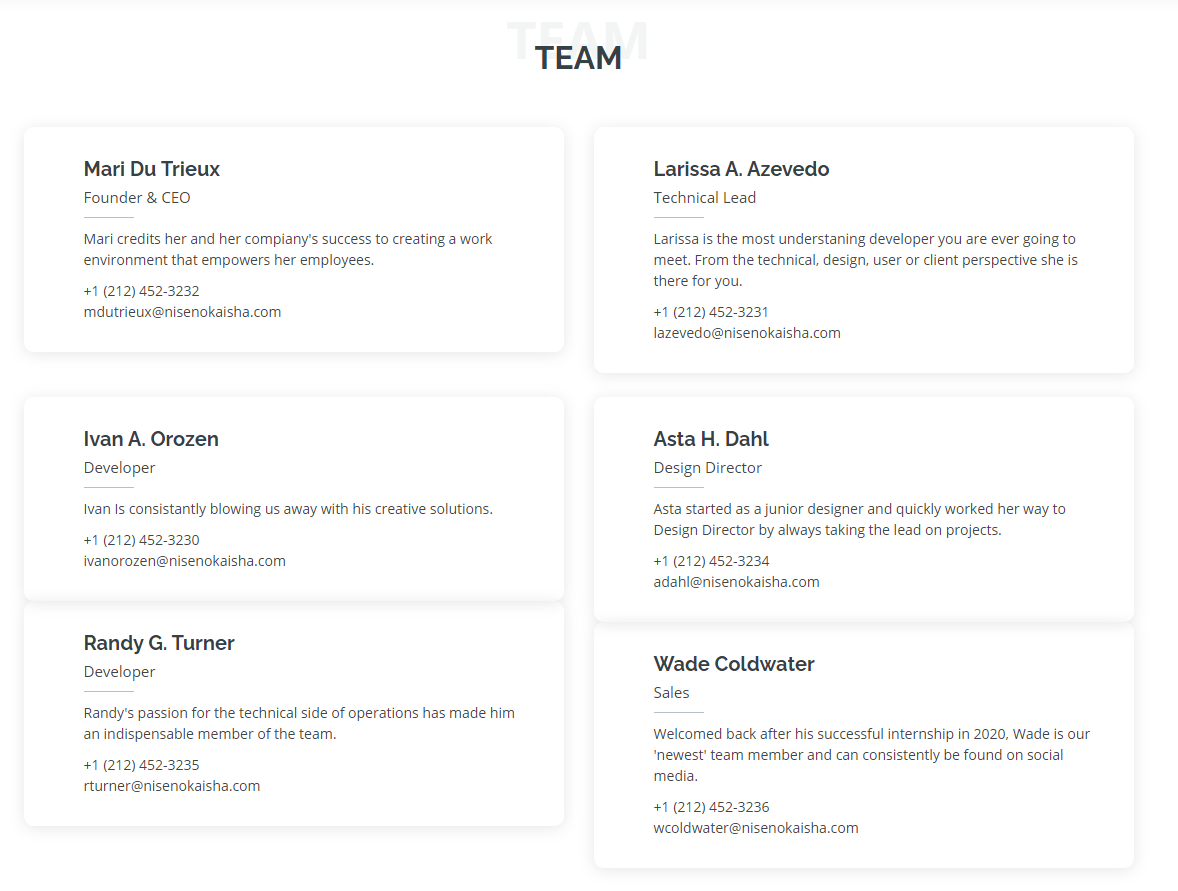 TEAM
TEAM
Mari Du Trieux
Founder & CEO
Mari credits her and her compiany's success to creating a work
environment that empowers her employees.
+1 (212) 452-3232
mdutrieux@nisenokaisha.com
Larissa A. Azevedo
Technical Lead
Larissa is the most understaning developer you are ever going to
meet. From the technical, design, user or client perspective she is
there for you.
+1 (212) 452-3231
lazevedo@nisenokaisha.com
Ivan A. Orozen
Developer
Ivan Is consistantly blowing us away with his creative solutions.
+1 (212) 452-3230
ivanorozen@nisenokaisha.com
Asta H. Dahl
Design Director
Asta started as a junior designer and quickly worked her way to
Design Director by always taking the lead on projects.
+1 (212) 452-3234
adahl@nisenokaisha.com
Randy G. Turner
Developer
Randy's passion for the technical side of operations has made him
an indispensable member of the team.
+1 (212) 452-3235
rturner@nisenokaisha.com
Wade Coldwater
Sales
Welcomed back after his successful internship in 2020, Wade is our
'newest' team member and can consistently be found on social
media.
+1 (212) 452-3236
wcoldwater@nisenokaisha.com